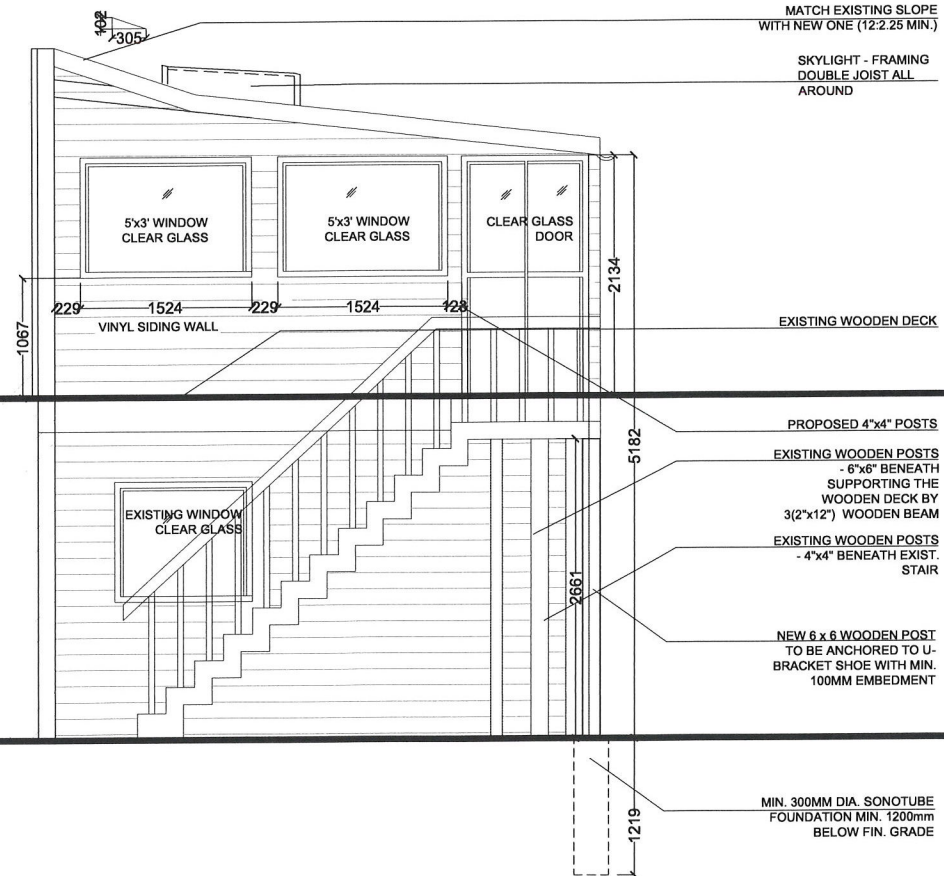 102
305
MATCH EXISTING SLOPE
WITH NEW ONE (12:2.25 MIN.)
SKYLIGHT - FRAMING
DOUBLE JOIST ALL
AROUND
5'x3' WINDOW
CLEAR GLASS
5'x3' WINDOW
CLEAR GLASS
CLEAR GLASS
DOOR
2134
229
1524
229
1524
123
1067
VINYL SIDING WALL
EXISTING WOODEN DECK
PROPOSED 4"x4" POSTS
5182
EXISTING WOODEN POSTS
- 6"x6" BENEATH
SUPPORTING THE
WOODEN DECK BY
3(2"x12") WOODEN BEAM
EXISTING WINDOW
CLEAR GLASS
EXISTING WOODEN POSTS
- 4"x4" BENEATH EXIST.
STAIR
2661
NEW 6 x 6 WOODEN POST
TO BE ANCHORED TO U-
BRACKET SHOE WITH MIN.
100MM EMBEDMENT
MIN. 300MM DIA. SONOTUBE
FOUNDATION MIN. 1200mm
BELOW FIN. GRADE
1219